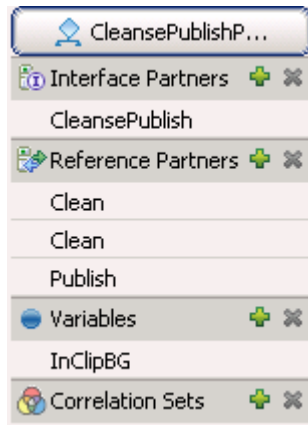 CleansePublishP...
Interface Partners
CleansePublish
Reference Partners
Clean
Clean
Publish
Variables
InClipBG
Correlation Sets